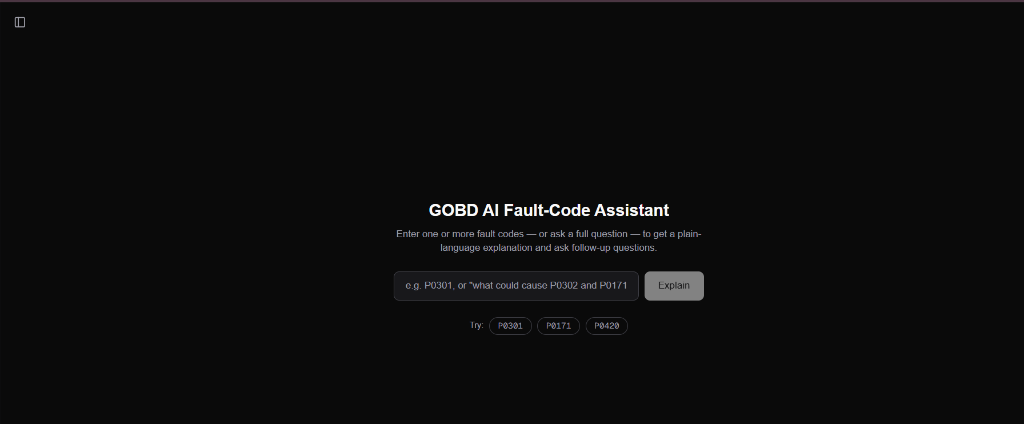 GOBD AI Fault-Code Assistant
Enter one or more fault codes — or ask a full question — to get a plain-
language explanation and ask follow-up questions.
e.g. P0301, or "what could cause P0302 and P0171
Explain
Try: P0301 P0171 P0420